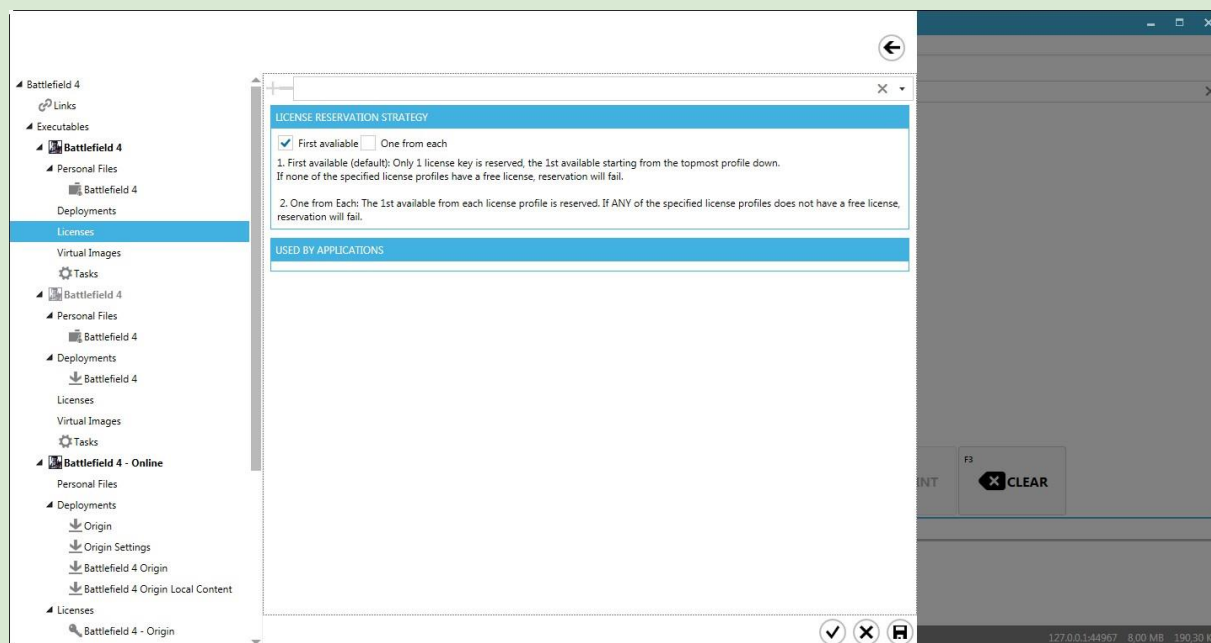 Battlefield 4
Links
Executables
Battlefield 4
Personal Files
Battlefield 4
Deployments
Licenses
Virtual Images
Tasks
Battlefield 4
Personal Files
Battlefield 4
Deployments
Battlefield 4
Licenses
Virtual Images
Tasks
Battlefield 4 - Online
Personal Files
Deployments
Origin
Origin Settings
Battlefield 4 Origin
Battlefield 4 Origin Local Content
Licenses
Battlefield 4 - Origin
LICENSE RESERVATION STRATEGY
First avaliable One from each
1. First available (default): Only 1 license key is reserved, the 1st available starting from the topmost profile down.
If none of the specified license profiles have a free license, reservation will fail.
2. One from Each: The 1st available from each license profile is reserved. If ANY of the specified license profiles does not have a free license,
reservation will fail.
USED BY APPLICATIONS
F3
NT CLEAR
127.0.0.1:44967 8,00 MB 190,30 K